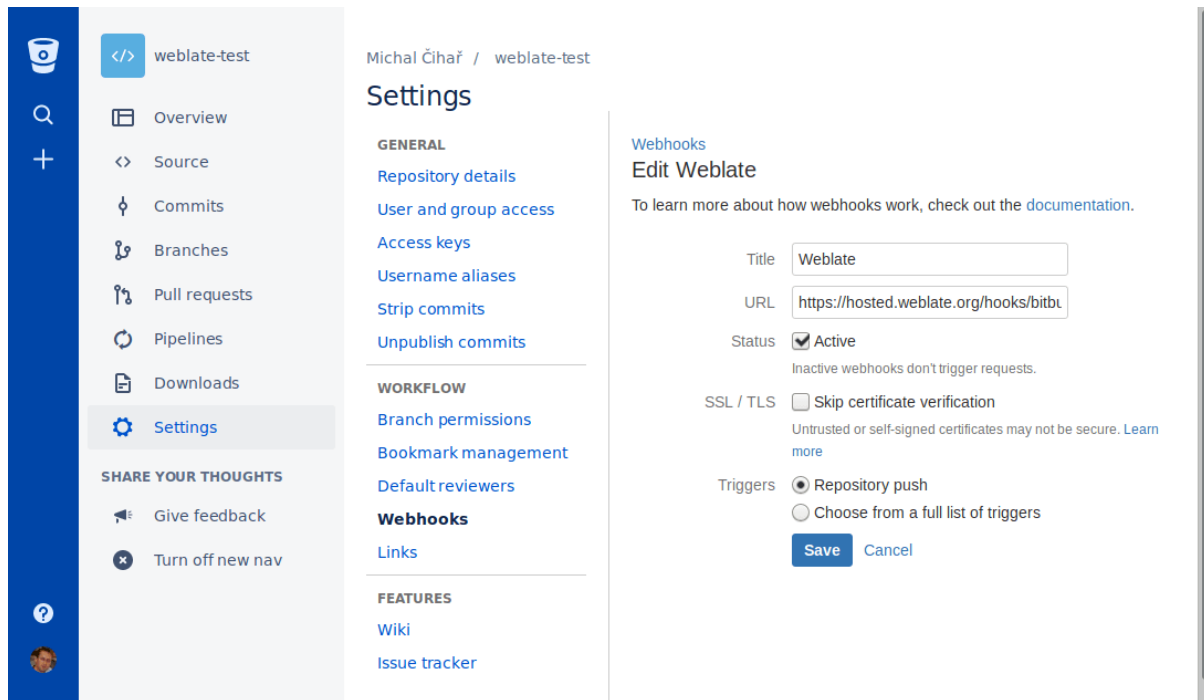 </> weblate-test
Overview
Source
Commits
Branches
Pull requests
Pipelines
Downloads
Settings
SHARE YOUR THOUGHTS
Give feedback
Turn off new nav
Michal Čihař / weblate-test
Settings
GENERAL
Repository details
User and group access
Access keys
Username aliases
Strip commits
Unpublish commits
WORKFLOW
Branch permissions
Bookmark management
Default reviewers
Webhooks
Links
FEATURES
Wiki
Issue tracker
Webhooks
Edit Weblate
To learn more about how webhooks work, check out the documentation.
Title Weblate
URL https://hosted.weblate.org/hooks/bitbu
Status Active
Inactive webhooks don't trigger requests.
SSL / TLS Skip certificate verification
Untrusted or self-signed certificates may not be secure. Learn
more
Triggers Repository push
Choose from a full list of triggers
Save Cancel